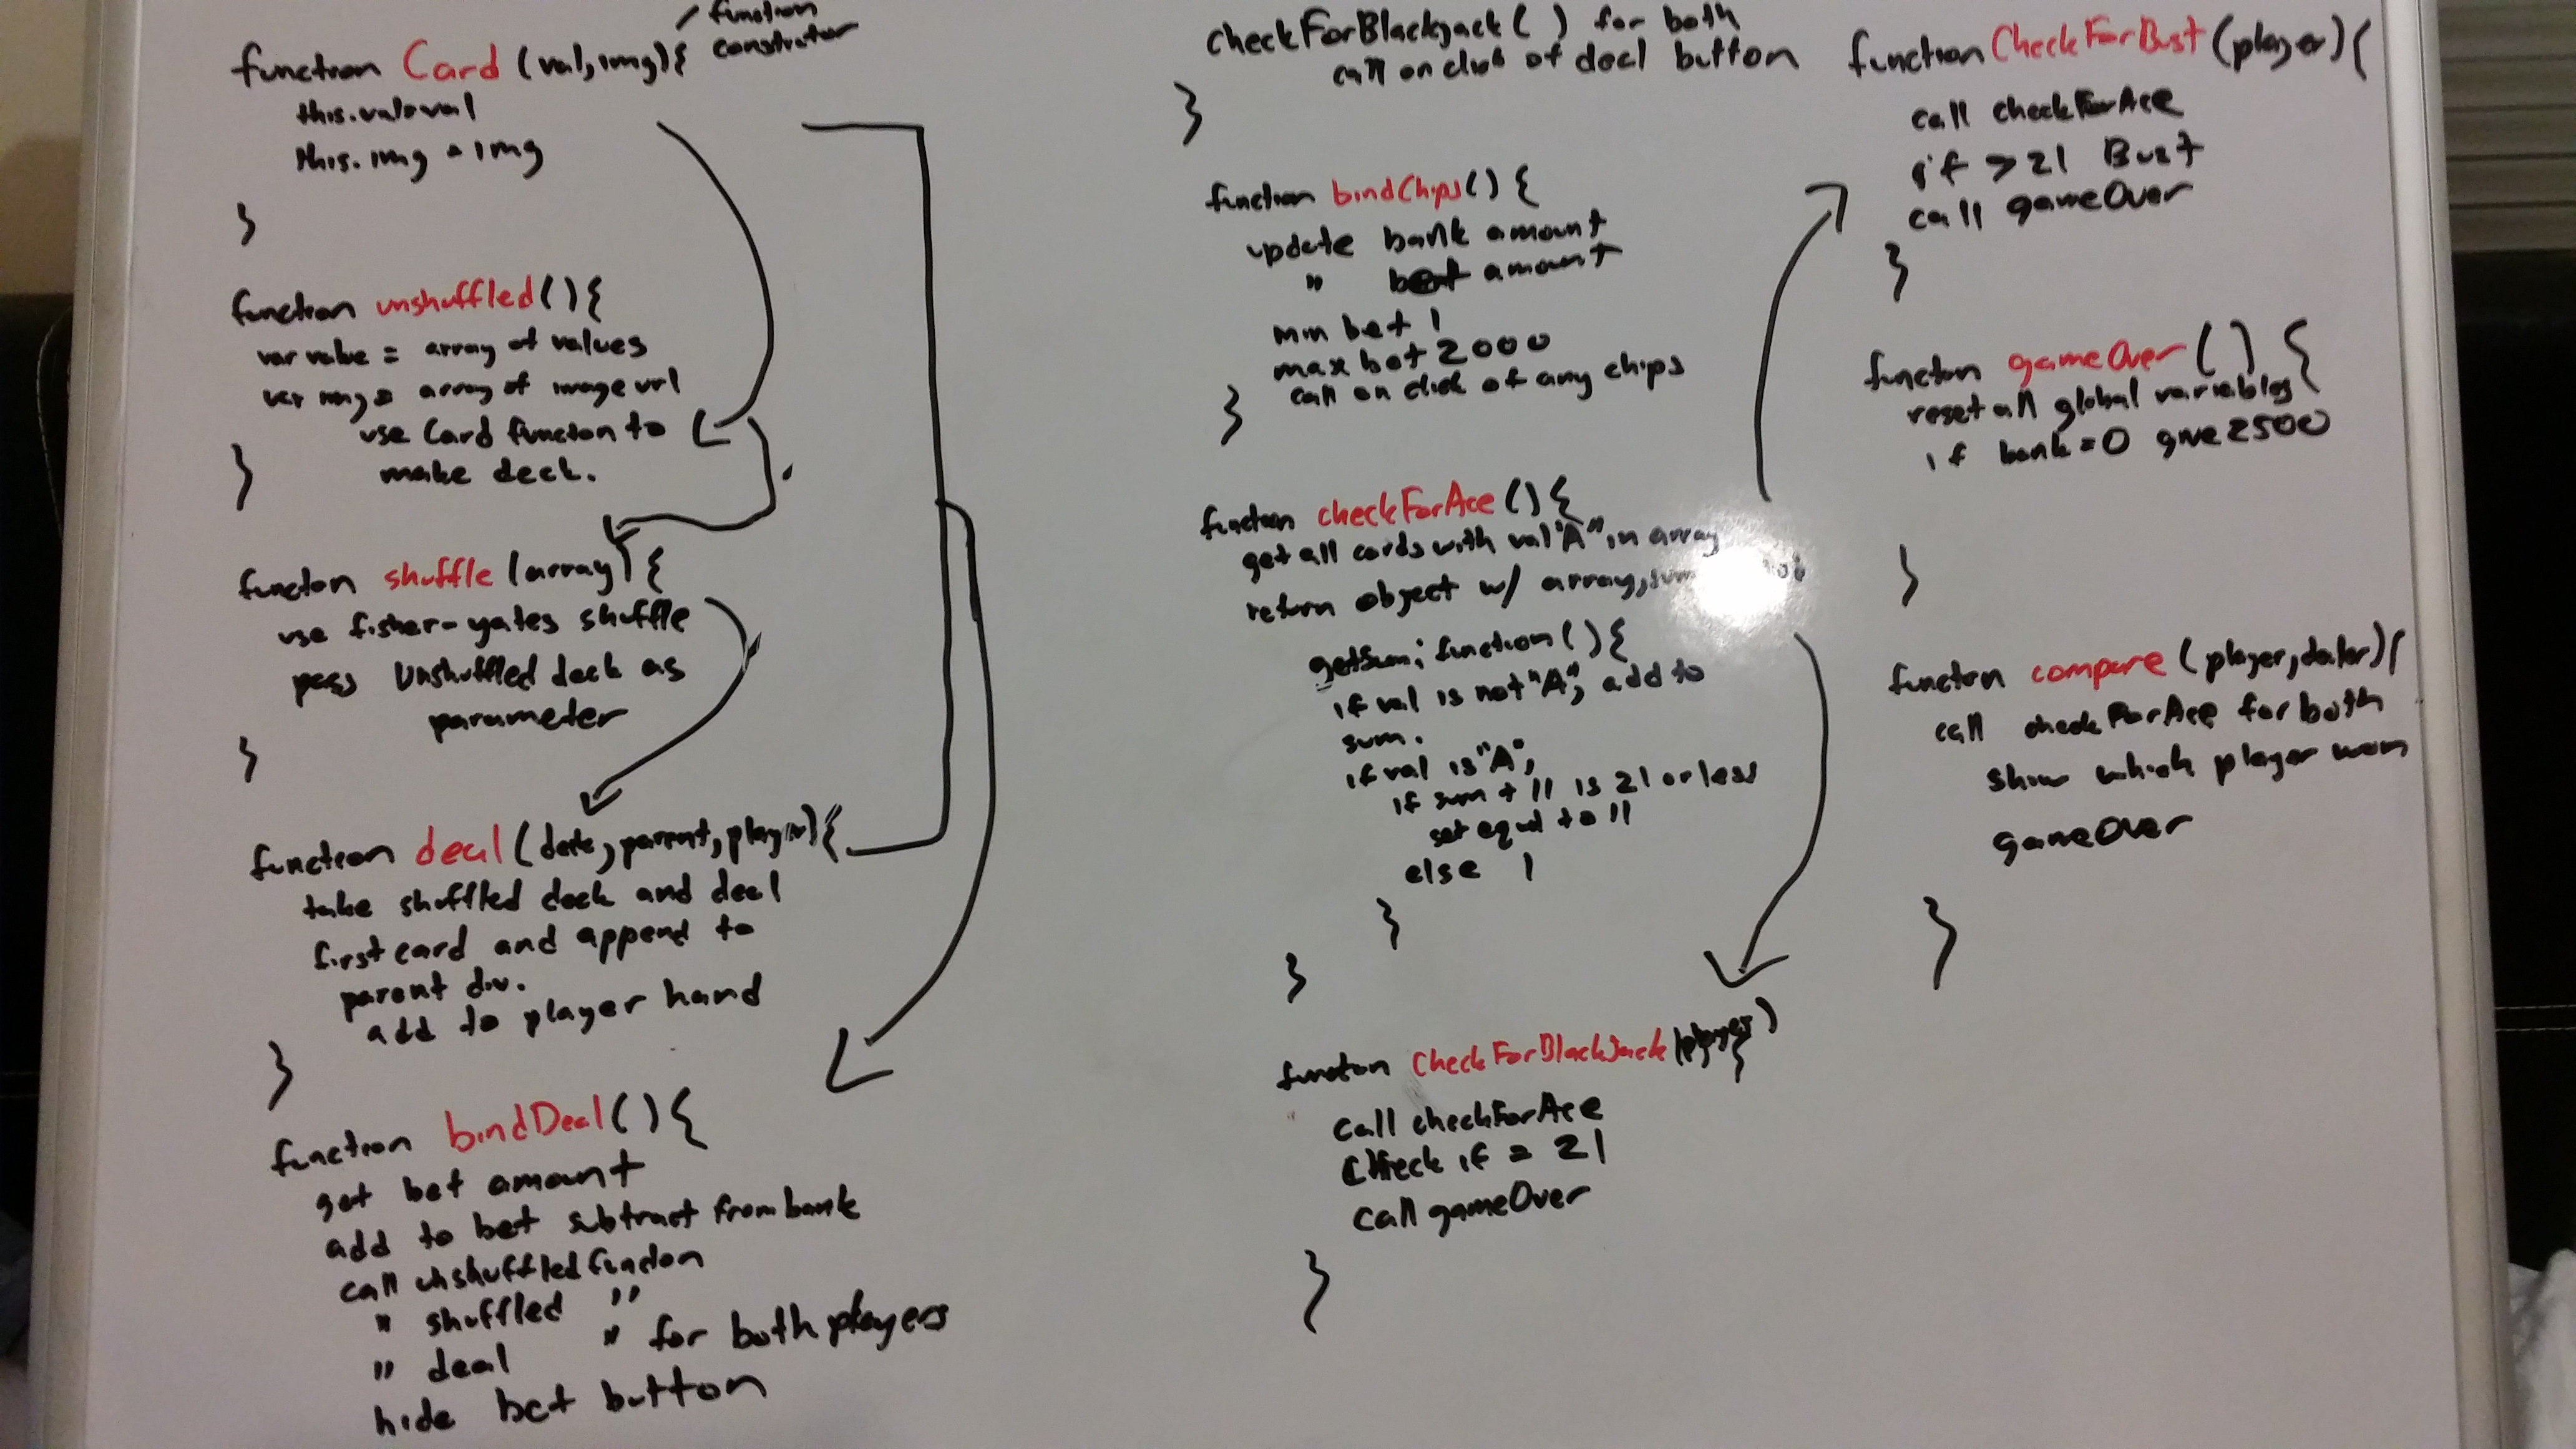 function constructor
function Card (val, img) {
this.val=val
this.img = img
}
function unshuffled () {
var value = array of values
var img = array of image url
use Card function to
make deck.
}
function shuffle (array) {
use fisher-yates shuffle
pass Unshuffled deck as
parameter
}
function deal (deck, parent, player) {
take shuffled deck and deal
first card and append to
parent div.
add to player hand
}
function bindDeal () {
get bet amount
add to bet subtract from bank
call unshuffled function
" shuffled "
" deal " for both players
hide bet button
checkForBlackjack ( ) for both
call on click of deal button
}
function bindChips () {
update bank amount
" bet amount
min bet 1
max bet 2000
call on click of any chips
}
function checkForAce () {
get all cards with val "A" in array
return object w/ array, sum
getSum: function () {
if val is not "A", add to
sum.
if val is "A",
if sum + 11 is 21 or less
set equal to 11
else 1
}
}
function CheckForBlackJack (player) {
Call checkForAce
Check if = 21
Call gameOver
}
function CheckForBust (player) {
call checkForAce
if > 21 Bust
call gameOver
}
function gameOver () {
reset all global variables
if bank = 0 give 2500
}
function compare (player, dealer) {
call checkForAce for both
show which player won
gameOver
}